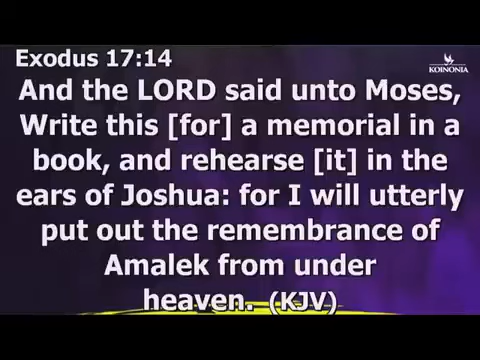 Exodus 17:14
KOINONIA
And the LORD said unto Moses,
Write this [for] a memorial in a
book, and rehearse [it] in the
ears of Joshua: for I will utterly
put out the remembrance of
Amalek from under
heaven. (KJV)